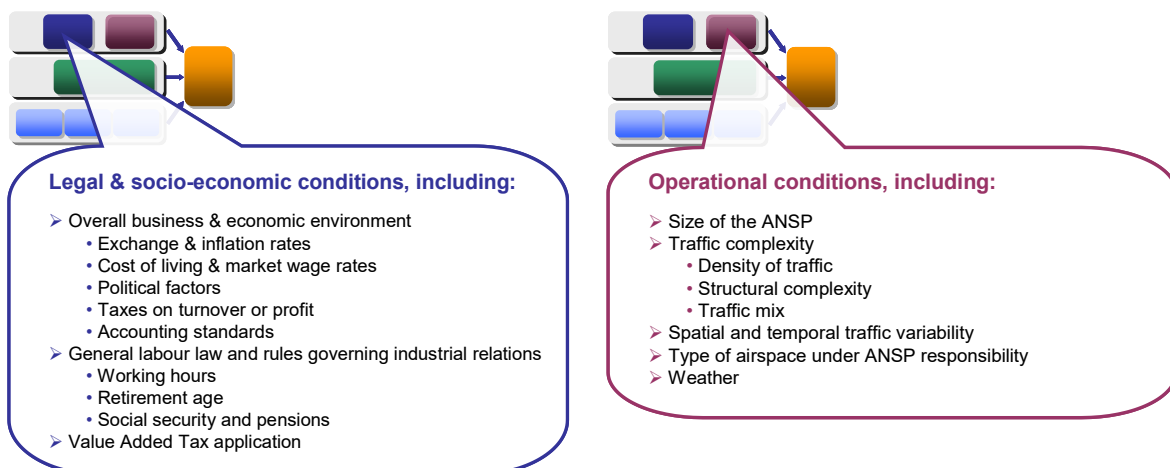 Legal & socio-economic conditions, including:
➢ Overall business & economic environment
• Exchange & inflation rates
• Cost of living & market wage rates
• Political factors
• Taxes on turnover or profit
• Accounting standards
➢ General labour law and rules governing industrial relations
• Working hours
• Retirement age
• Social security and pensions
➢ Value Added Tax application
Operational conditions, including:
➢ Size of the ANSP
➢ Traffic complexity
• Density of traffic
• Structural complexity
• Traffic mix
➢ Spatial and temporal traffic variability
➢ Type of airspace under ANSP responsibility
➢ Weather